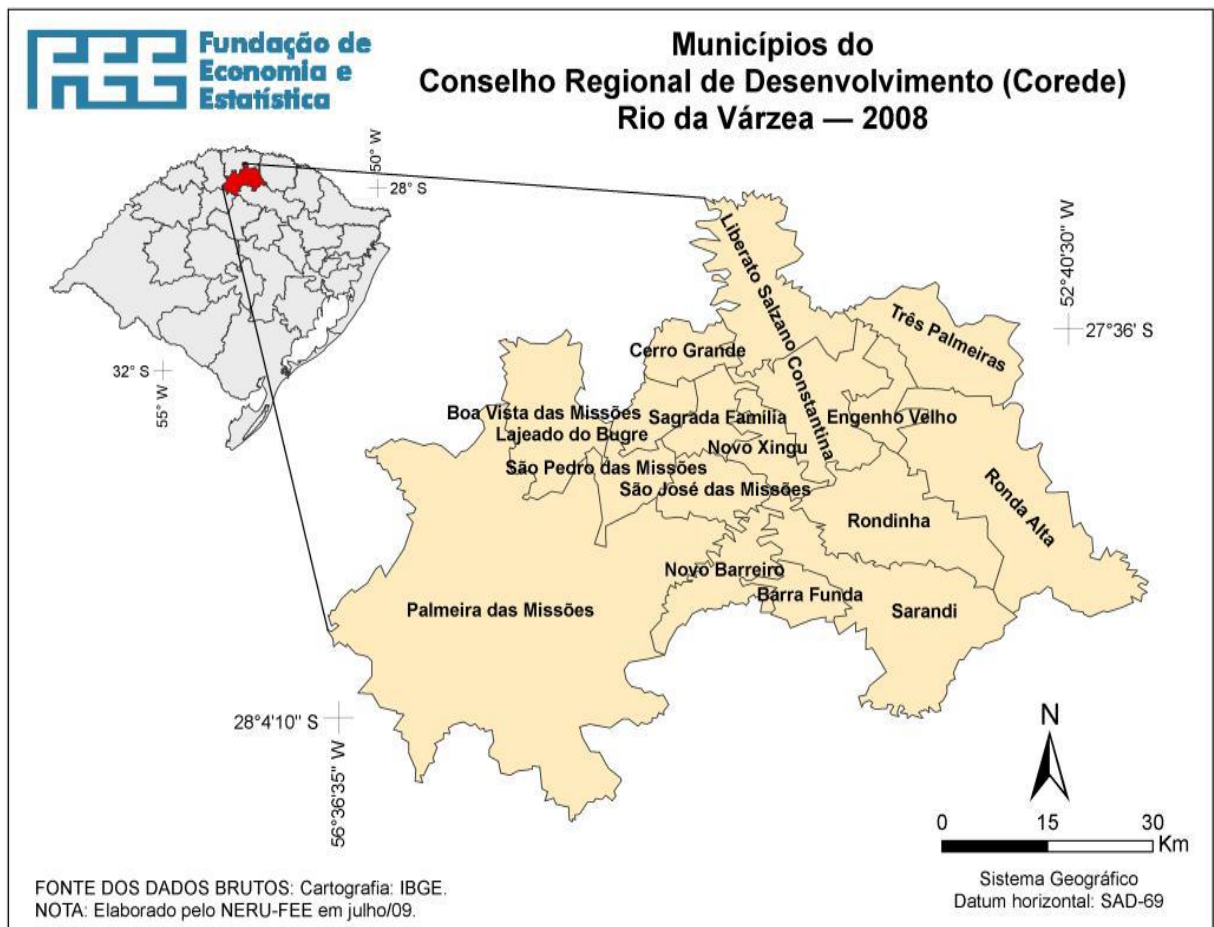 FEE
Fundação de
Economia e
Estatística
Municípios do
Conselho Regional de Desenvolvimento (Corede)
Rio da Várzea — 2008
50° W
28° S
32° S
55° W
52°40'30" W
27°36' S
Liberato Salzano
Constantina
Três Palmeiras
Cerro Grande
Boa Vista das Missões
Sagrada Família
Engenho Velho
Lajeado do Bugre
Novo Xingu
São Pedro das Missões
São José das Missões
Ronda Alta
Rondinha
Novo Barreiro
Barra Funda
Palmeira das Missões
Sarandi
28°4'10" S
56°36'35" W
N
0 15 30
Km
Sistema Geográfico
Datum horizontal: SAD-69
FONTE DOS DADOS BRUTOS: Cartografia: IBGE.
NOTA: Elaborado pelo NERU-FEE em julho/09.